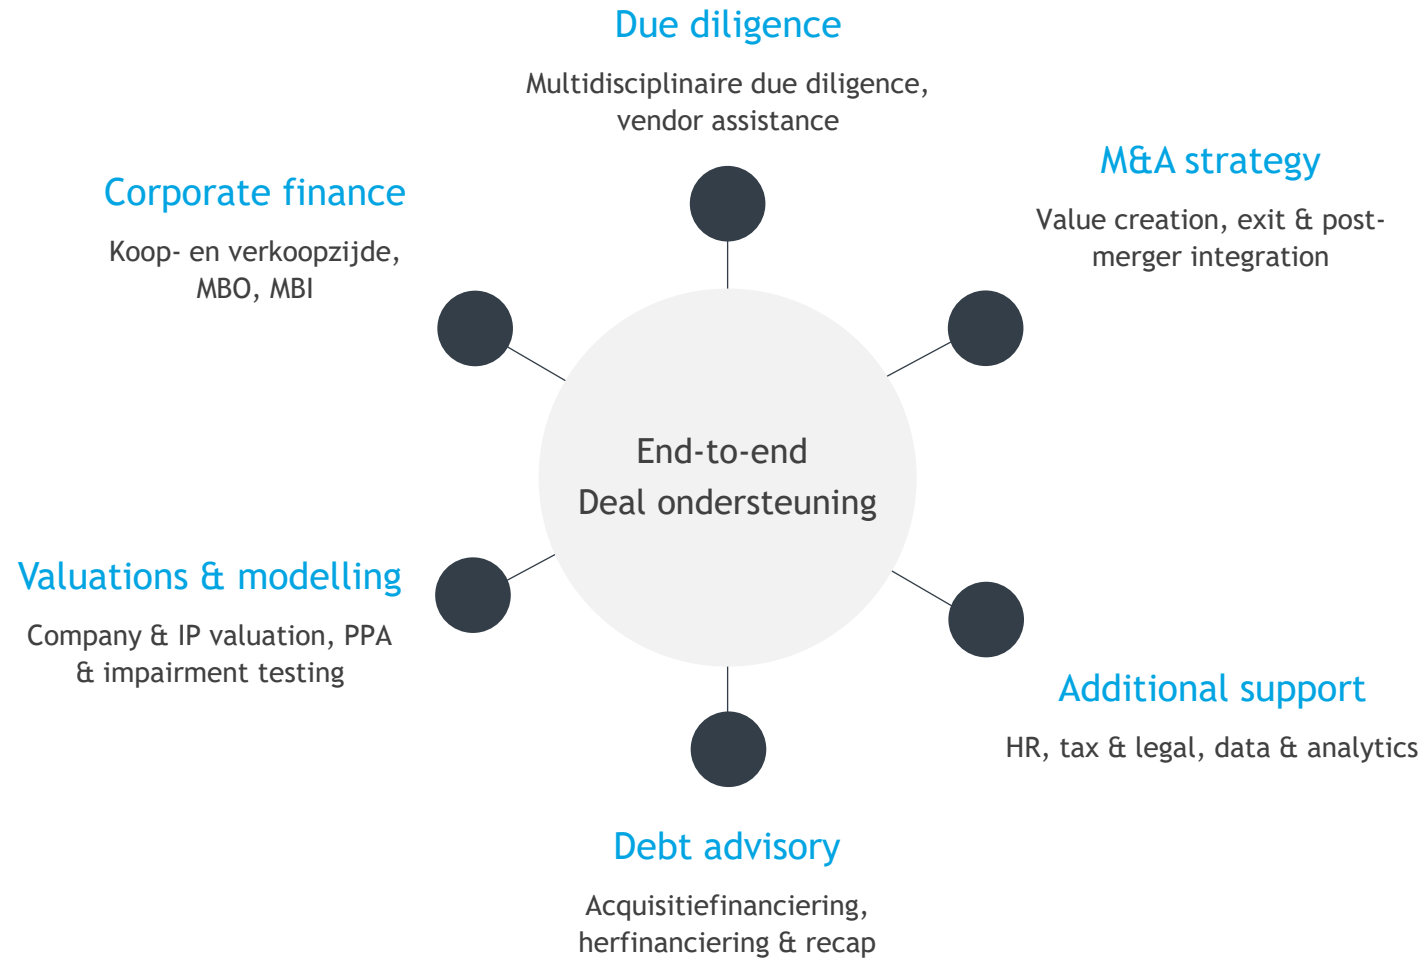 Due diligence
Multidisciplinaire due diligence,
vendor assistance
M&A strategy
Value creation, exit & post-
merger integration
Corporate finance
Koop- en verkoopzijde,
MBO, MBI
End-to-end
Deal ondersteuning
Valuations & modelling
Company & IP valuation, PPA
& impairment testing
Additional support
HR, tax & legal, data & analytics
Debt advisory
Acquisitiefinanciering,
herfinanciering & recap